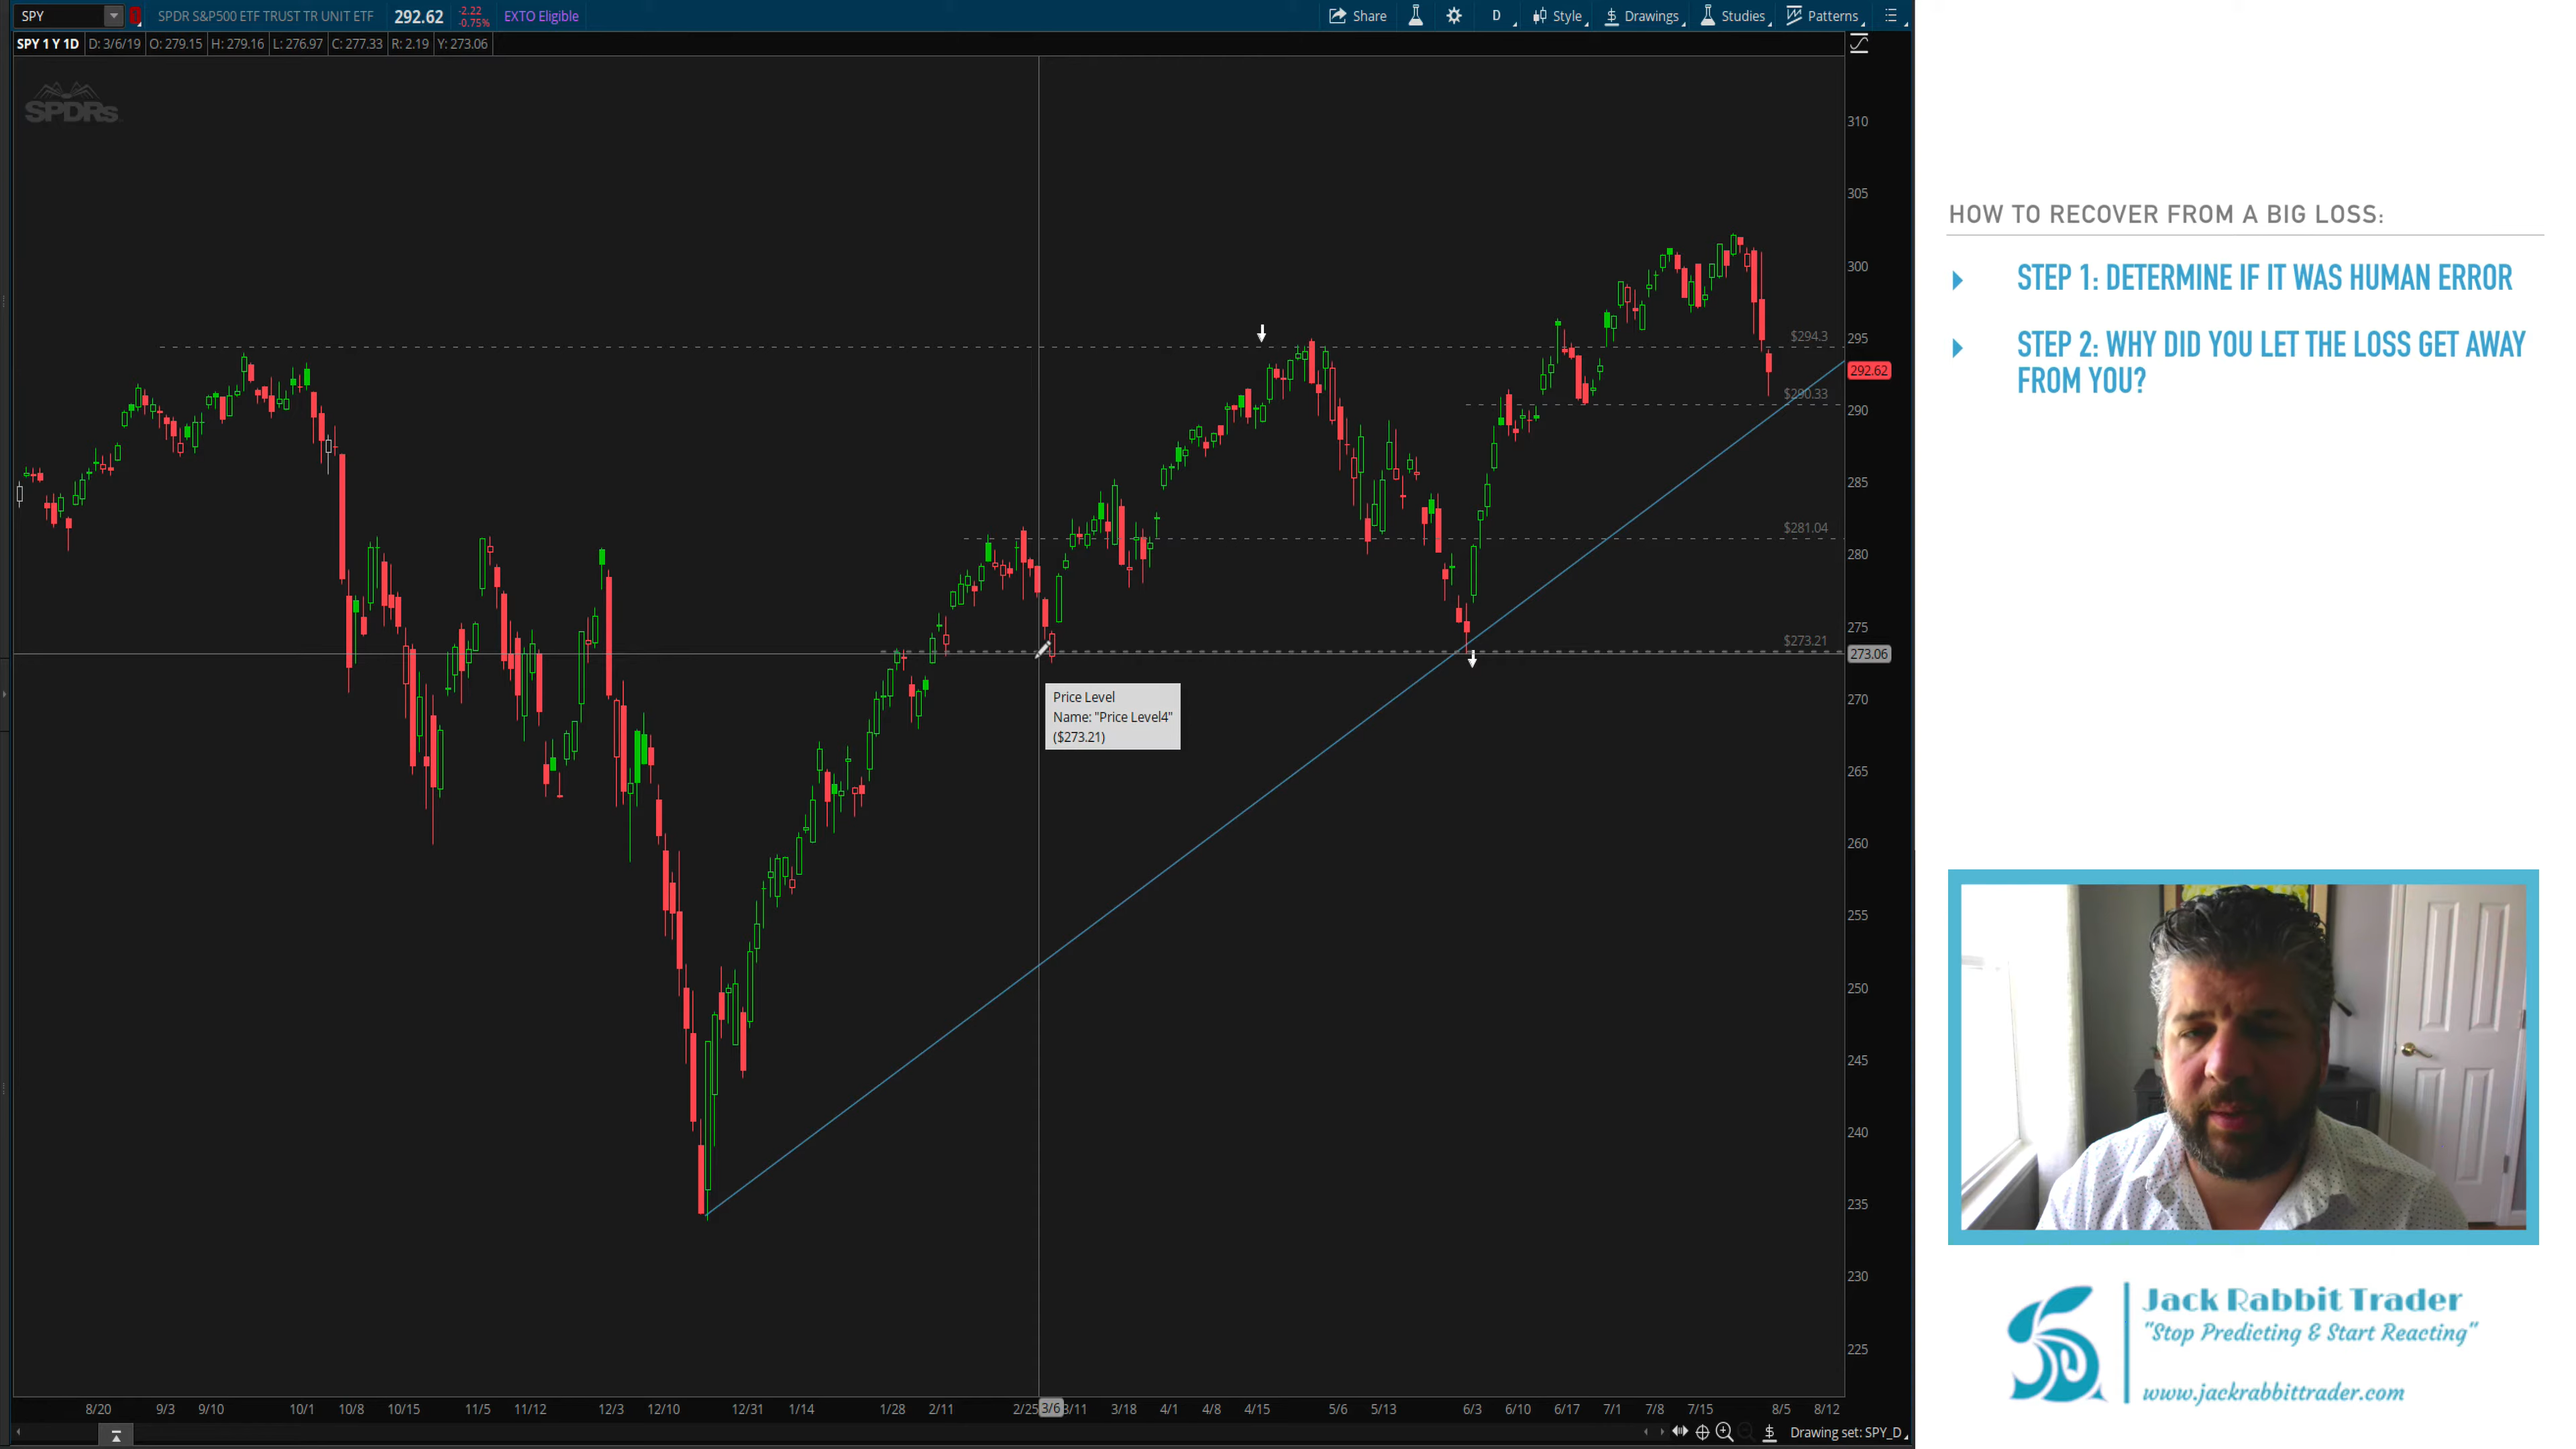 SPY
SPDR S&P500 ETF TRUST TR UNIT ETF
292.62
-2.22
-0.75%
EXTO Eligible
Share
D
Style
$ Drawings
Studies
Patterns
SPY 1 Y 1D
D: 3/6/19
O: 279.15
H: 279.16
L: 276.97
C: 277.33
R: 2.19
Y: 273.06
SPDRs
310
305
300
295
290
285
280
275
270
265
260
255
250
245
240
235
230
225
$294.3
292.62
$290.33
$281.04
$273.21
273.06
Price Level
Name: "Price Level4"
($273.21)
8/20 9/3 9/10 10/1 10/8 10/15 11/5 11/12 12/3 12/10 12/31 1/14 1/28 2/11 2/25 3/6 3/11 3/18 4/1 4/8 4/15 5/6 5/13 6/3 6/10 6/17 7/1 7/8 7/15 8/5 8/12
$
Drawing set: SPY_D
HOW TO RECOVER FROM A BIG LOSS:
STEP 1: DETERMINE IF IT WAS HUMAN ERROR
STEP 2: WHY DID YOU LET THE LOSS GET AWAY
FROM YOU?
Jack Rabbit Trader
"Stop Predicting & Start Reacting"
www.jackrabbittrader.com